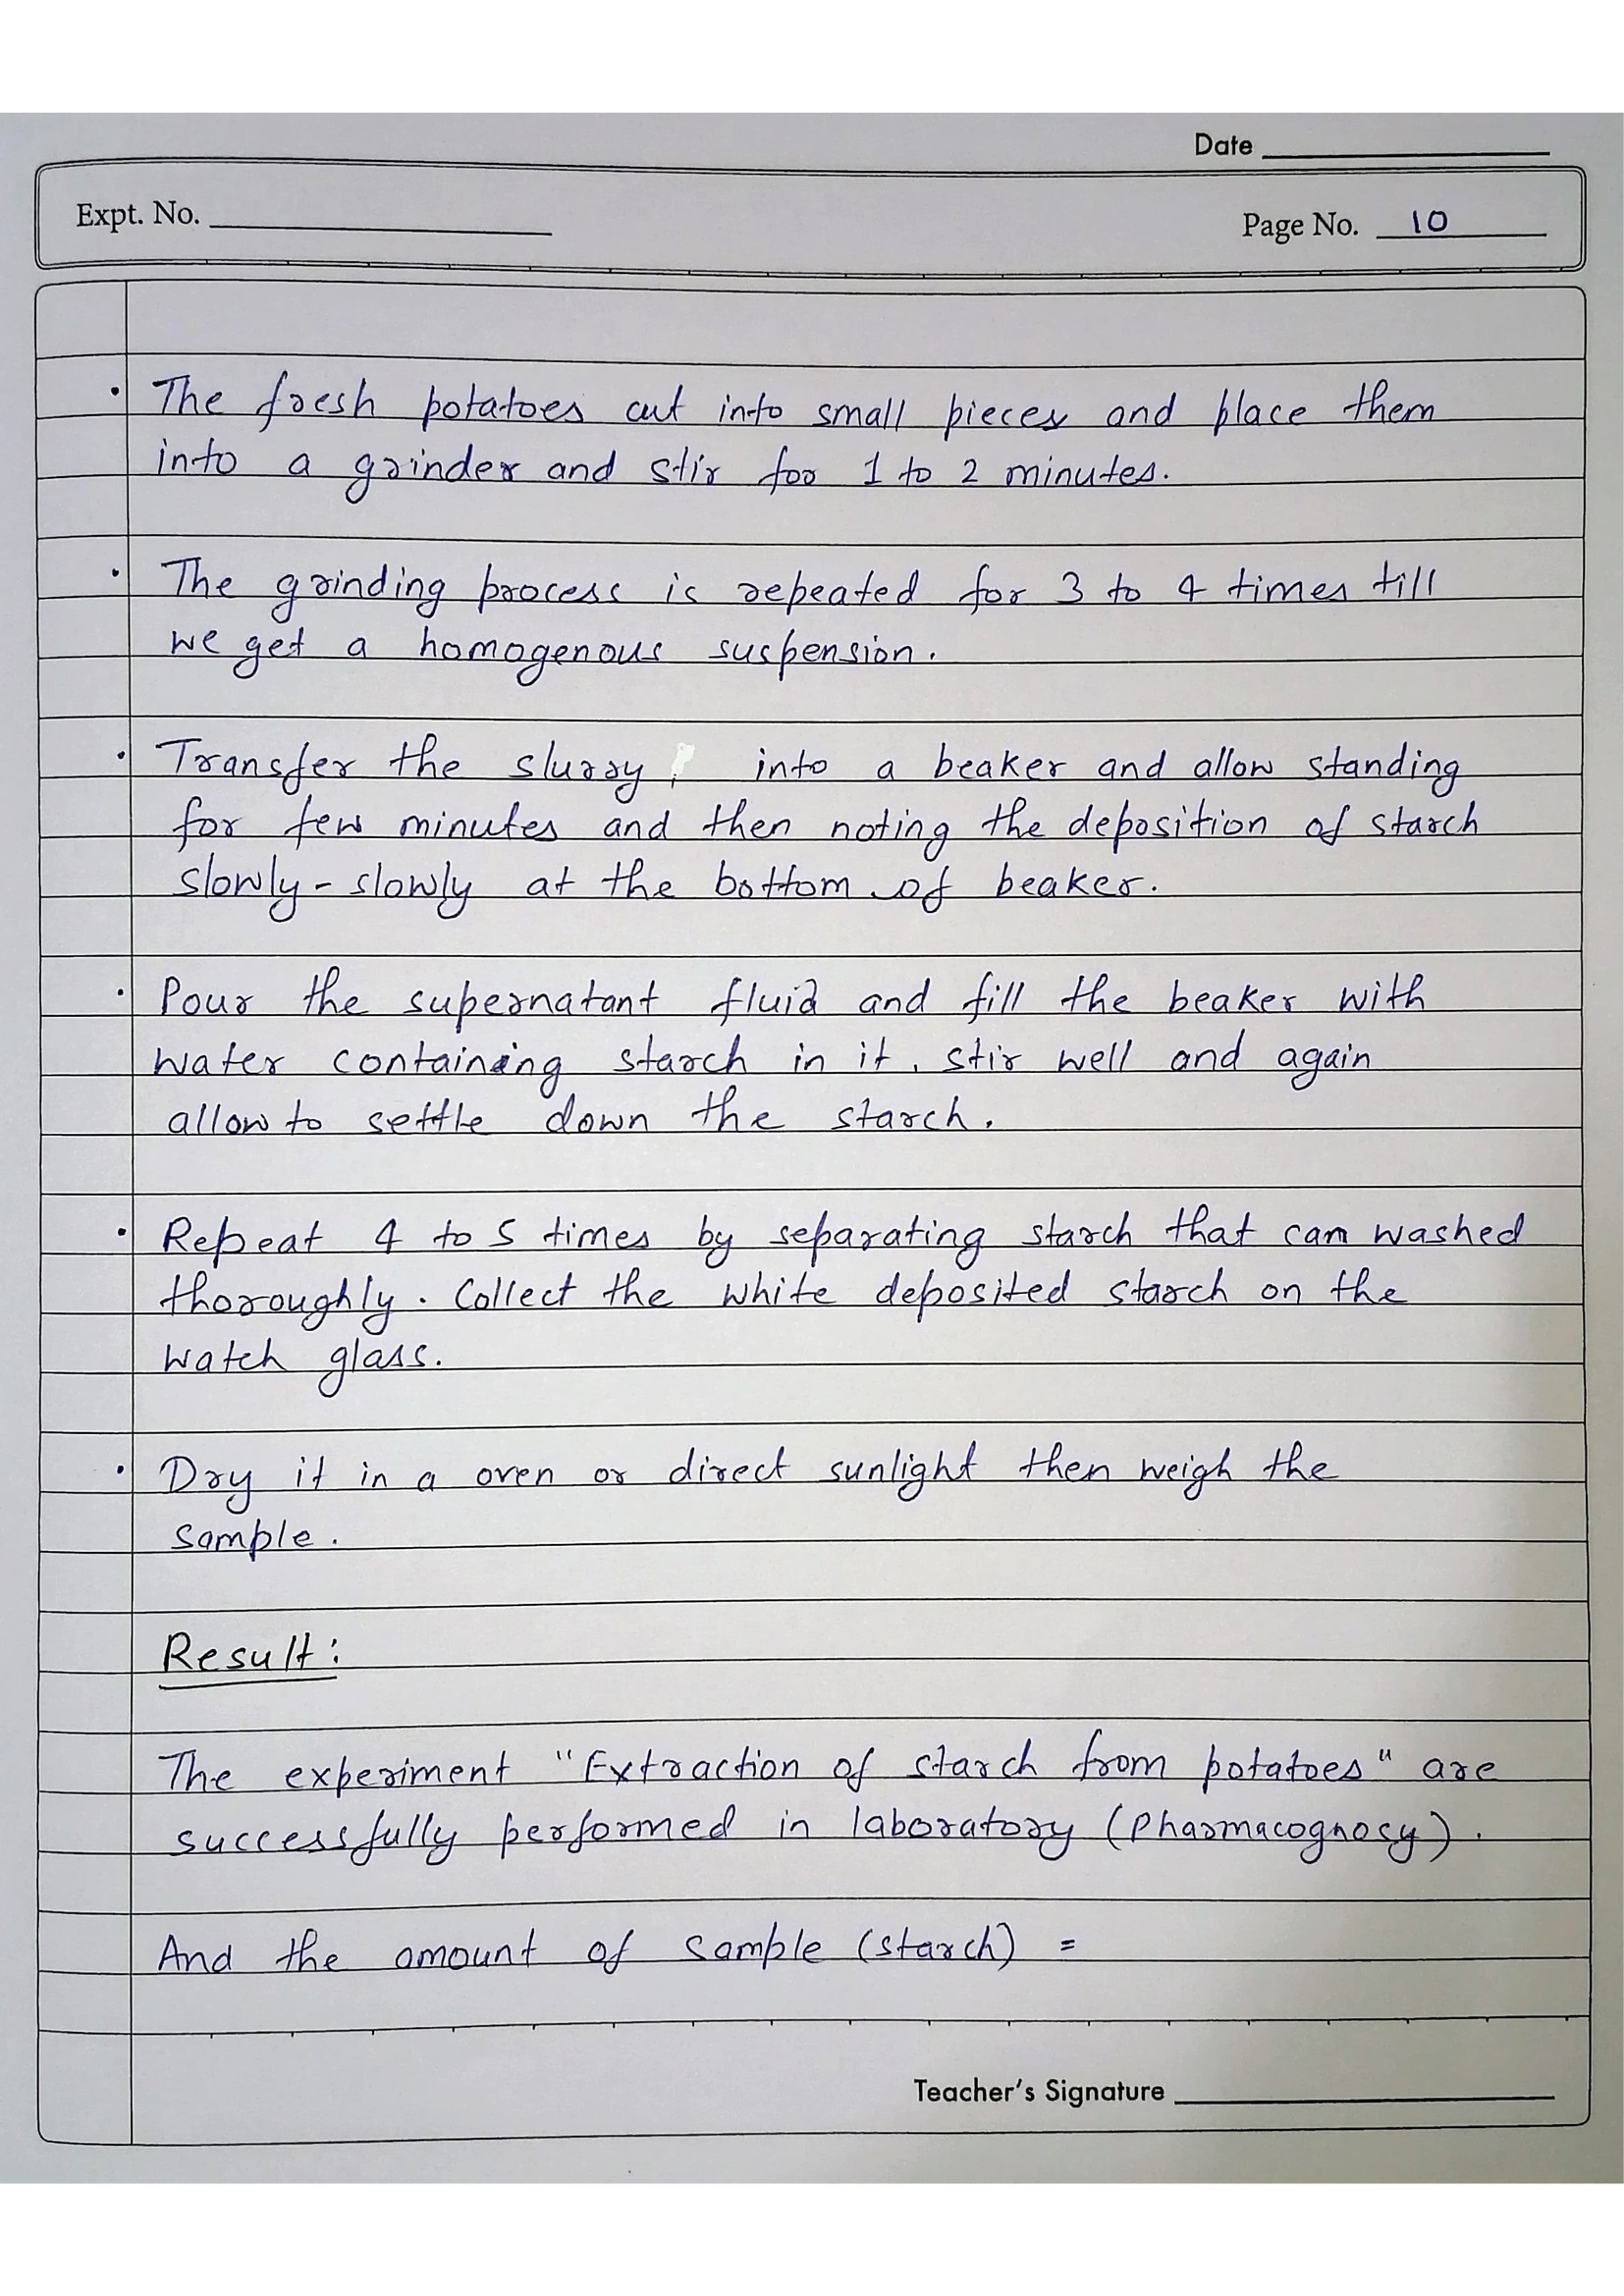 Date
Expt. No.
Page No. 10
• The fresh potatoes cut into small pieces and place them
into a grinder and stir for 1 to 2 minutes.
• The grinding process is repeated for 3 to 4 times till
we get a homogenous suspension.
• Transfer the slurry into a beaker and allow standing
for few minutes and then noting the deposition of starch
slowly-slowly at the bottom of beaker.
• Pour the supernatant fluid and fill the beaker with
water containing starch in it, stir well and again
allow to settle down the starch.
• Repeat 4 to 5 times by separating starch that can washed
thoroughly. Collect the white deposited starch on the
watch glass.
• Dry it in a oven or direct sunlight then weigh the
sample.
Result:
The experiment "Extraction of starch from potatoes" are
successfully performed in laboratory (Pharmacognosy).
And the amount of sample (starch) =
Teacher's Signature